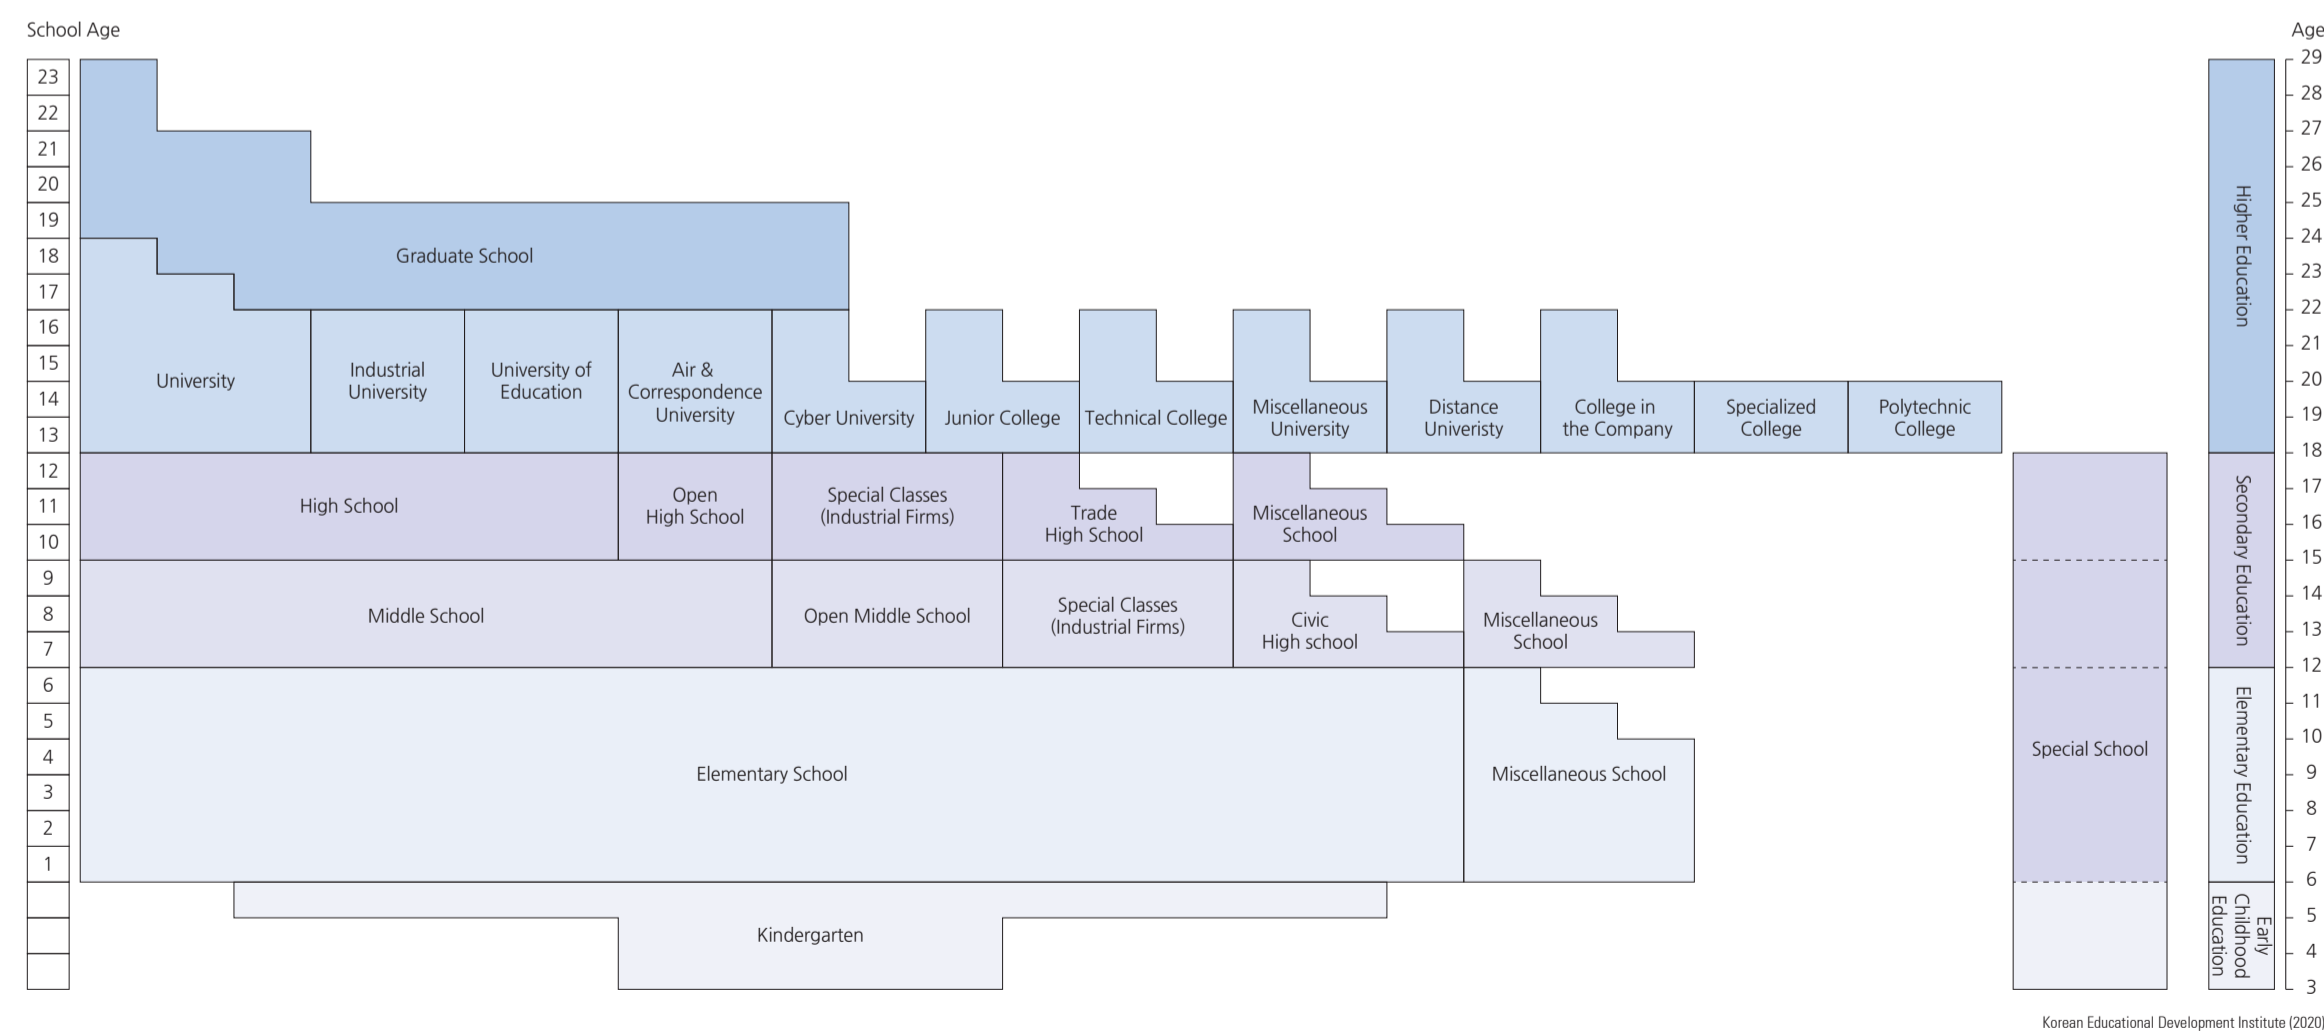 School Age
Age
23
22
21
20
19
18
17
16
15
14
13
12
11
10
9
8
7
6
5
4
3
2
1
Graduate School
University
Industrial
University
University of
Education
Air &
Correspondence
University
Cyber University
Junior College
Technical College
Miscellaneous
University
Distance
Univeristy
College in
the Company
Specialized
College
Polytechnic
College
High School
Open
High School
Special Classes
(Industrial Firms)
Trade
High School
Miscellaneous
School
Middle School
Open Middle School
Special Classes
(Industrial Firms)
Civic
High school
Miscellaneous
School
Elementary School
Miscellaneous School
Kindergarten
Special School
Higher Education
Secondary Education
Elementary Education
Early
Childhood
Education
29
28
27
26
25
24
23
22
21
20
19
18
17
16
15
14
13
12
11
10
9
8
7
6
5
4
3
Korean Educational Development Institute (2020)